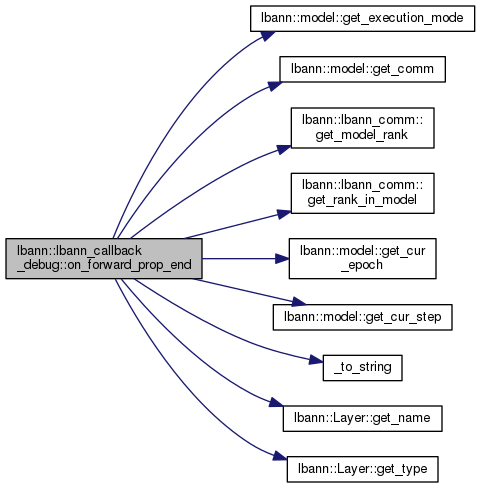 lbann::model::get_execution_mode
lbann::model::get_comm
lbann::lbann_comm::
get_model_rank
lbann::lbann_comm::
get_rank_in_model
lbann::lbann_callback
_debug::on_forward_prop_end
lbann::model::get_cur
_epoch
lbann::model::get_cur_step
_to_string
lbann::Layer::get_name
lbann::Layer::get_type